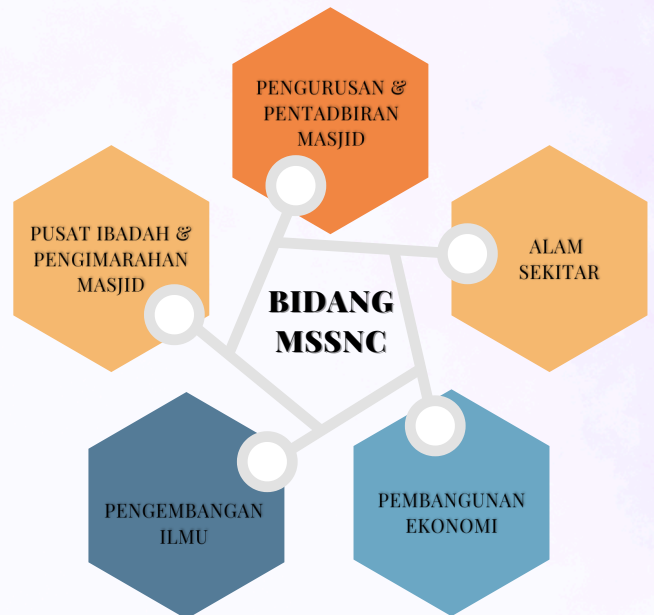 PENGURUSAN &
PENTADBIRAN
MASJID
PUSAT IBADAH &
PENGIMARAHAN
MASJID
ALAM
SEKITAR
BIDANG
MSSNC
PENGEMBANGAN
ILMU
PEMBANGUNAN
EKONOMI